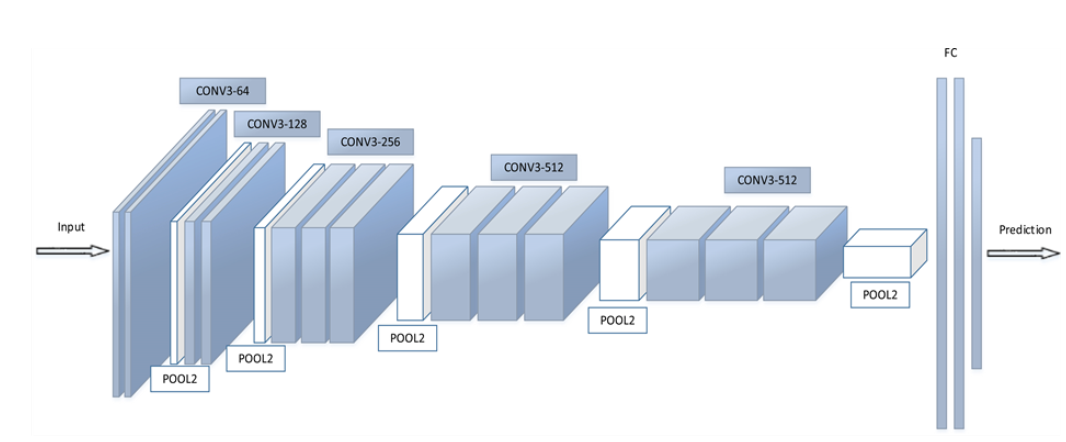 FC
CONV3-64
CONV3-128
CONV3-256
CONV3-512
CONV3-512
Input
Prediction
POOL2
POOL2
POOL2
POOL2
POOL2